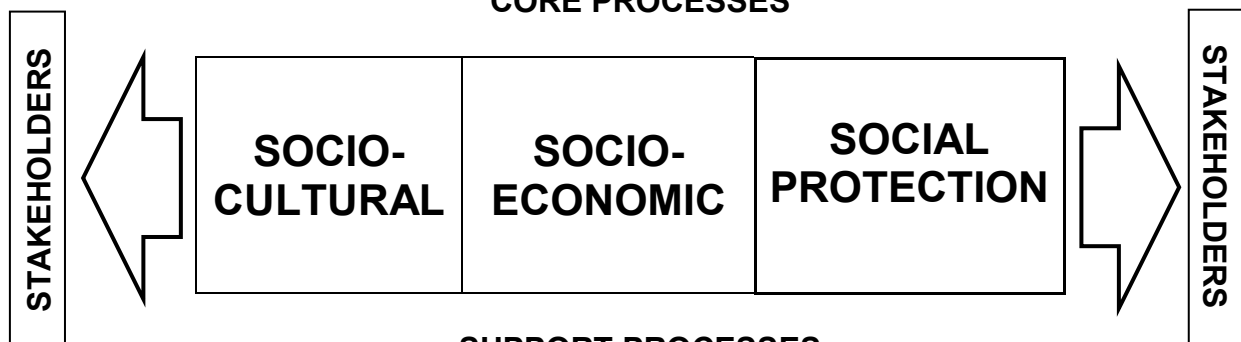 CORE PROCESSES
STAKEHOLDERS
SOCIO-
CULTURAL
SOCIO-
ECONOMIC
SOCIAL
PROTECTION
STAKEHOLDERS
SUPPORT PROCESSES